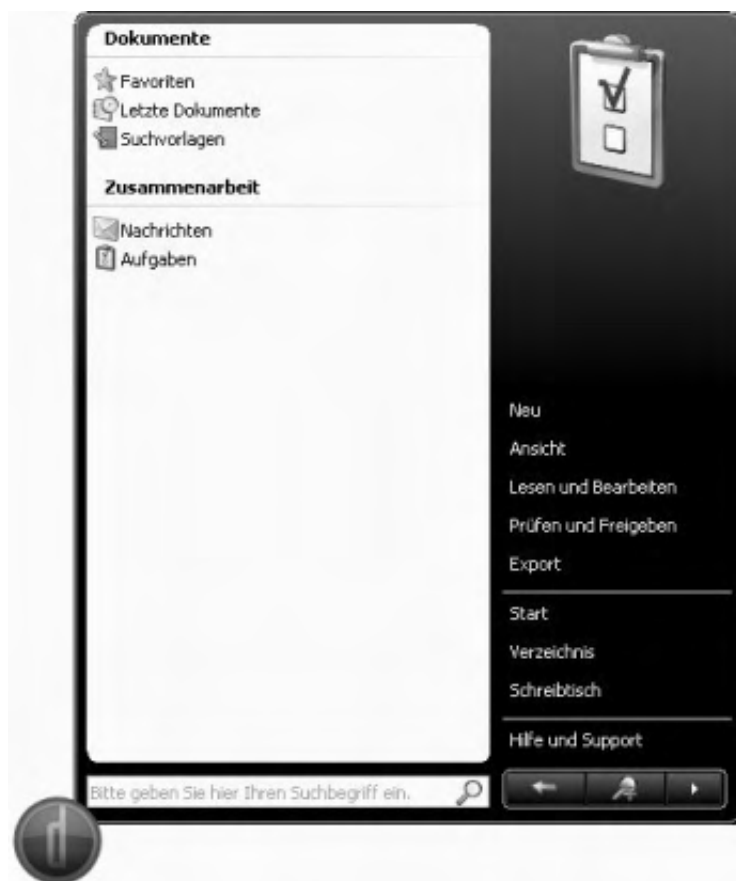 Dokumente
Favoriten
Letzte Dokumente
Suchvorlagen
Zusammenarbeit
Nachrichten
Aufgaben
Bitte geben Sie hier Ihren Suchbegriff ein.
Neu
Ansicht
Lesen und Bearbeiten
Prüfen und Freigeben
Export
Start
Verzeichnis
Schreibtisch
Hilfe und Support
d